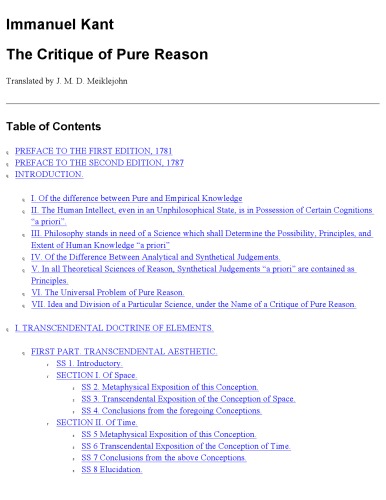 Immanuel Kant
The Critique of Pure Reason
Translated by J. M. D. Meiklejohn
Table of Contents
PREFACE TO THE FIRST EDITION, 1781
PREFACE TO THE SECOND EDITION, 1787
INTRODUCTION.
I. Of the difference between Pure and Empirical Knowledge
II. The Human Intellect, even in an Unphilosophical State, is in Possession of Certain Cognitions
“a priori”.
III. Philosophy stands in need of a Science which shall Determine the Possibility, Principles, and
Extent of Human Knowledge “a priori”
IV. Of the Difference Between Analytical and Synthetical Judgements.
V. In all Theoretical Sciences of Reason, Synthetical Judgements “a priori” are contained as
Principles.
VI. The Universal Problem of Pure Reason.
VII. Idea and Division of a Particular Science, under the Name of a Critique of Pure Reason.
I. TRANSCENDENTAL DOCTRINE OF ELEMENTS.
FIRST PART. TRANSCENDENTAL AESTHETIC.
SS 1. Introductory.
SECTION I. Of Space.
SS 2. Metaphysical Exposition of this Conception.
SS 3. Transcendental Exposition of the Conception of Space.
SS 4. Conclusions from the foregoing Conceptions.
SECTION II. Of Time.
SS 5 Metaphysical Exposition of this Conception.
SS 6 Transcendental Exposition of the Conception of Time.
SS 7 Conclusions from the above Conceptions.
SS 8 Elucidation.